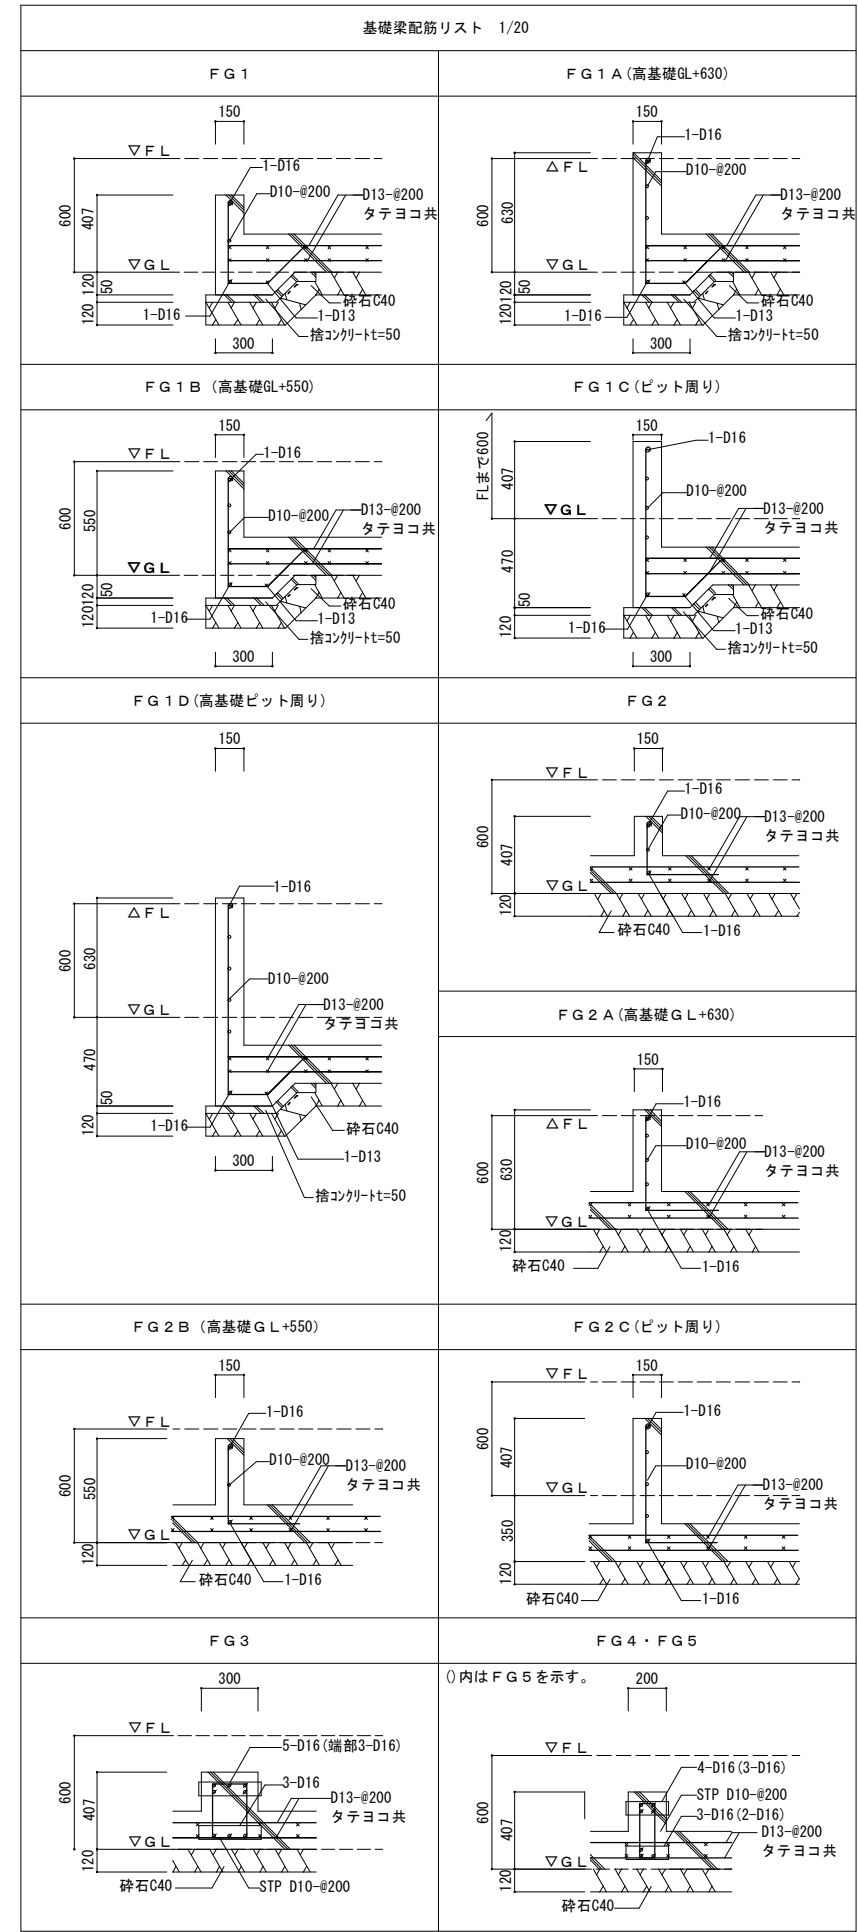 基礎梁配筋リスト 1/20
ＦＧ1
150
▽ＦＬ
1-D16
D10-@200
D13-@200
タテヨコ共
600
407
▽ＧＬ
120
50
120
1-D16
1-D13
砕石C40
捨コンクリートt=50
300
ＦＧ1Ａ(高基礎GL+630)
150
1-D16
△ＦＬ
D10-@200
D13-@200
タテヨコ共
600
630
▽ＧＬ
120
50
120
1-D16
1-D13
砕石C40
捨コンクリートt=50
300
ＦＧ1Ｂ (高基礎GL+550)
150
▽ＦＬ
1-D16
D10-@200
D13-@200
タテヨコ共
600
550
▽ＧＬ
120
50
120
1-D16
1-D13
砕石C40
捨コンクリートt=50
300
ＦＧ1Ｃ(ピット周り)
150
1-D16
FLまで600
407
D10-@200
D13-@200
タテヨコ共
▽ＧＬ
470
50
120
1-D16
1-D13
砕石C40
捨コンクリートt=50
300
ＦＧ1Ｄ(高基礎ピット周り)
150
1-D16
△ＦＬ
600
630
D10-@200
D13-@200
タテヨコ共
▽ＧＬ
470
50
120
1-D16
砕石C40
1-D13
300
捨コンクリートt=50
ＦＧ2
150
▽ＦＬ
1-D16
D10-@200
D13-@200
タテヨコ共
600
407
▽ＧＬ
120
砕石C40
1-D16
ＦＧ2Ａ(高基礎ＧＬ+630)
150
1-D16
△ＦＬ
D10-@200
D13-@200
タテヨコ共
600
630
▽ＧＬ
120
砕石C40
1-D16
ＦＧ2Ｂ (高基礎ＧＬ+550)
150
▽ＦＬ
1-D16
D10-@200
D13-@200
タテヨコ共
600
550
▽ＧＬ
120
砕石C40
1-D16
ＦＧ2Ｃ(ピット周り)
150
▽ＦＬ
1-D16
600
407
D10-@200
D13-@200
タテヨコ共
▽ＧＬ
350
120
砕石C40
1-D16
ＦＧ3
300
▽ＦＬ
5-D16(端部3-D16)
3-D16
D13-@200
タテヨコ共
600
407
▽ＧＬ
120
砕石C40
STP D10-@200
ＦＧ4・ＦＧ5
()内はＦＧ5を示す。
200
▽ＦＬ
4-D16(3-D16)
STP D10-@200
3-D16(2-D16)
D13-@200
タテヨコ共
600
407
▽ＧＬ
120
砕石C40